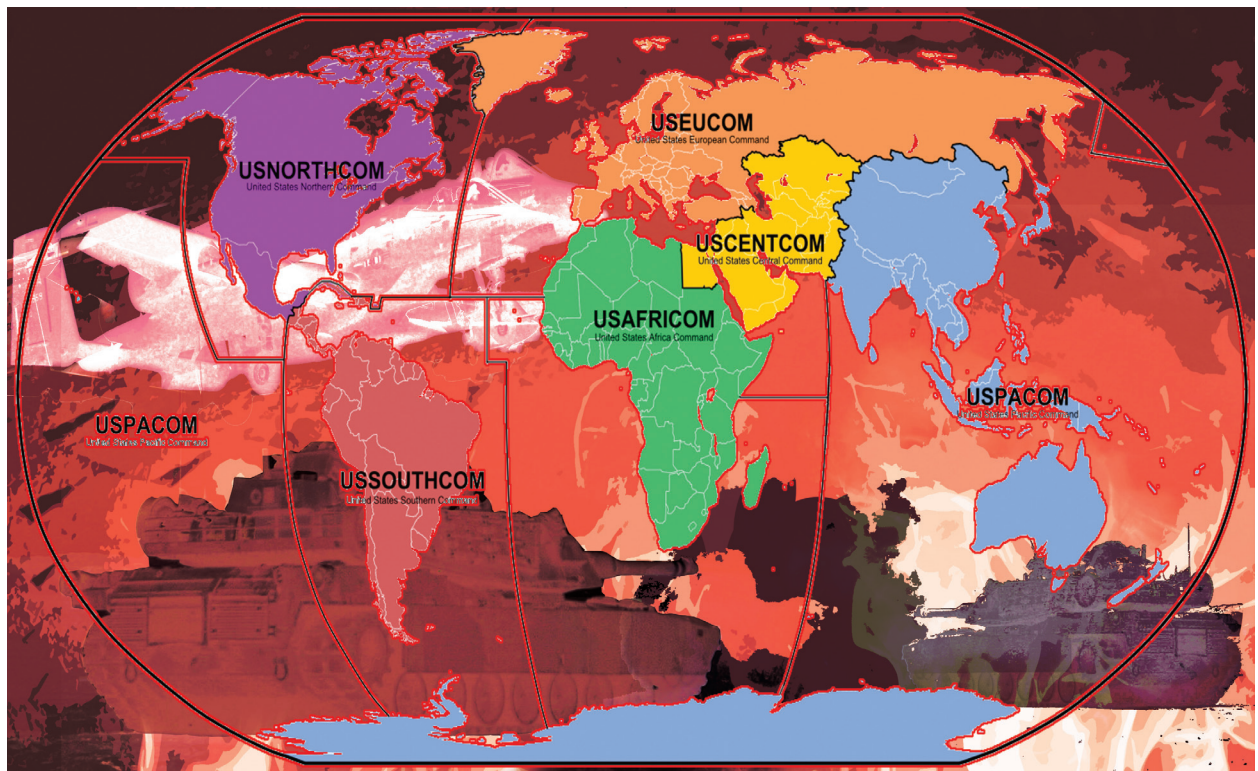 USEUCOM
United States European Command
USNORTHCOM
United States Northern Command
USCENTCOM
United States Central Command
USAFRICOM
United States Africa Command
USPACOM
United States Pacific Command
USPACOM
United States Pacific Command
USSOUTHCOM
United States Southern Command